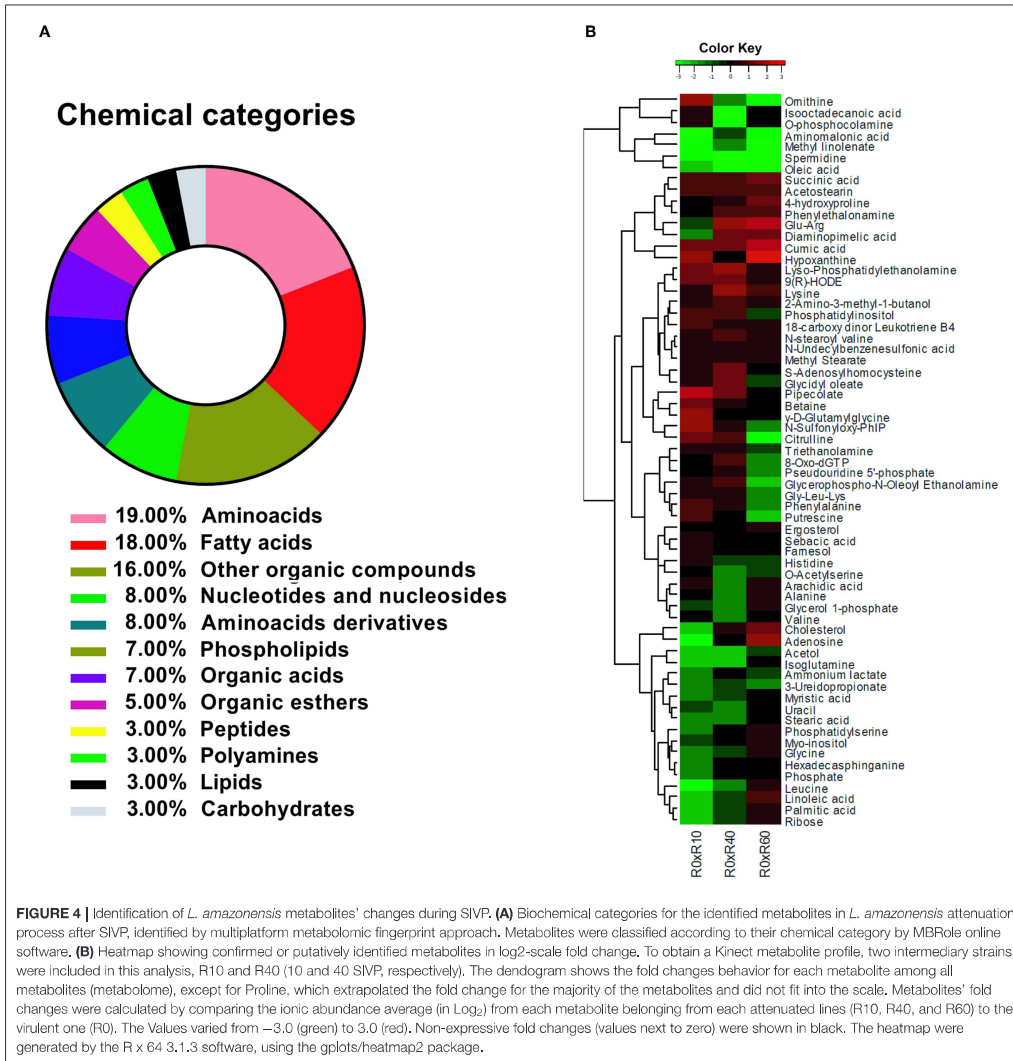 A
B
Color Key
-3 -2 -1 0 1 2 3
Chemical categories
19.00% Aminoacids
18.00% Fatty acids
16.00% Other organic compounds
8.00% Nucleotides and nucleosides
8.00% Aminoacids derivatives
7.00% Phospholipids
7.00% Organic acids
5.00% Organic esthers
3.00% Peptides
3.00% Polyamines
3.00% Lipids
3.00% Carbohydrates
Ornithine
Isooctadecanoic acid
O-phosphocolamine
Aminomalonic acid
Methyl linolenate
Spermidine
Oleic acid
Succinic acid
Acetostearin
4-hydroxyproline
Phenylethalonamine
Glu-Arg
Diaminopimelic acid
Cumic acid
Hypoxanthine
Lyso-Phosphatidylethanolamine
9(R)-HODE
Lysine
2-Amino-3-methyl-1-butanol
Phosphatidylinositol
18-carboxy dinor Leukotriene B4
N-stearoyl valine
N-Undecylbenzenesulfonic acid
Methyl Stearate
S-Adenosylhomocysteine
Glycidyl oleate
Pipecolate
Betaine
γ-D-Glutamylglycine
N-Sulfonyloxy-PhIP
Citrulline
Triethanolamine
8-Oxo-dGTP
Pseudouridine 5'-phosphate
Glycerophospho-N-Oleoyl Ethanolamine
Gly-Leu-Lys
Phenylalanine
Putrescine
Ergosterol
Sebacic acid
Farnesol
Histidine
O-Acetylserine
Arachidic acid
Alanine
Glycerol 1-phosphate
Valine
Cholesterol
Adenosine
Acetol
Isoglutamine
Ammonium lactate
3-Ureidopropionate
Myristic acid
Uracil
Stearic acid
Phosphatidylserine
Myo-inositol
Glycine
Hexadecasphinganine
Phosphate
Leucine
Linoleic acid
Palmitic acid
Ribose
R0xR10
R0xR40
R0xR60
FIGURE 4 | Identification of L. amazonensis metabolites' changes during SIVP. (A) Biochemical categories for the identified metabolites in L. amazonensis attenuation
process after SIVP, identified by multiplatform metabolomic fingerprint approach. Metabolites were classified according to their chemical category by MBRole online
software. (B) Heatmap showing confirmed or putatively identified metabolites in log2-scale fold change. To obtain a Kinect metabolite profile, two intermediary strains
were included in this analysis, R10 and R40 (10 and 40 SIVP, respectively). The dendogram shows the fold changes behavior for each metabolite among all
metabolites (metabolome), except for Proline, which extrapolated the fold change for the majority of the metabolites and did not fit into the scale. Metabolites' fold
changes were calculated by comparing the ionic abundance average (in Log2) from each metabolite belonging from each attenuated lines (R10, R40, and R60) to the
virulent one (R0). The Values varied from −3.0 (green) to 3.0 (red). Non-expressive fold changes (values next to zero) were shown in black. The heatmap were
generated by the R x 64 3.1.3 software, using the gplots/heatmap2 package.